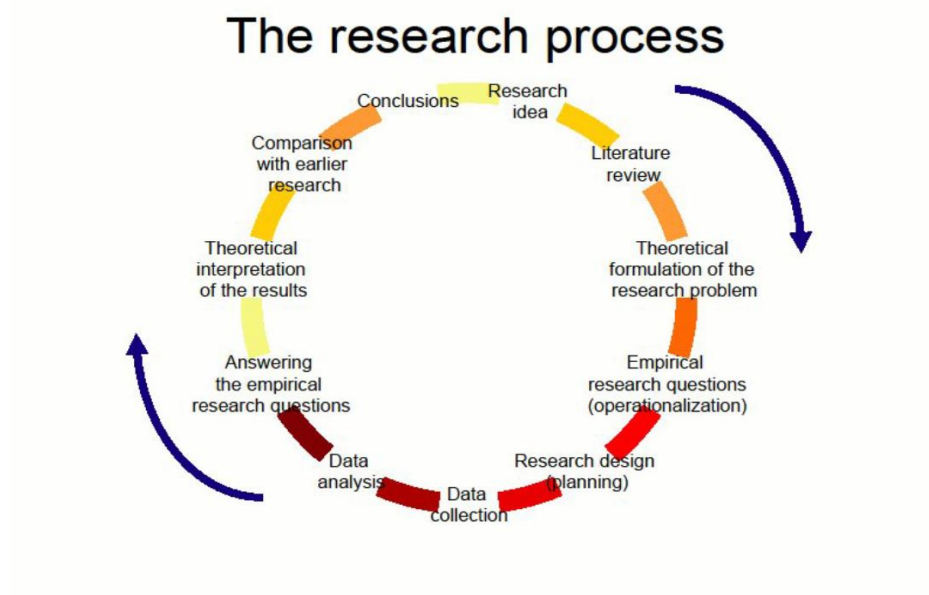 The research process
Research
idea
Literature
review
Theoretical
formulation of the
research problem
Empirical
research questions
(operationalization)
Research design
(planning)
Data
collection
Data
analysis
Answering
the empirical
research questions
Theoretical
interpretation
of the results
Comparison
with earlier
research
Conclusions